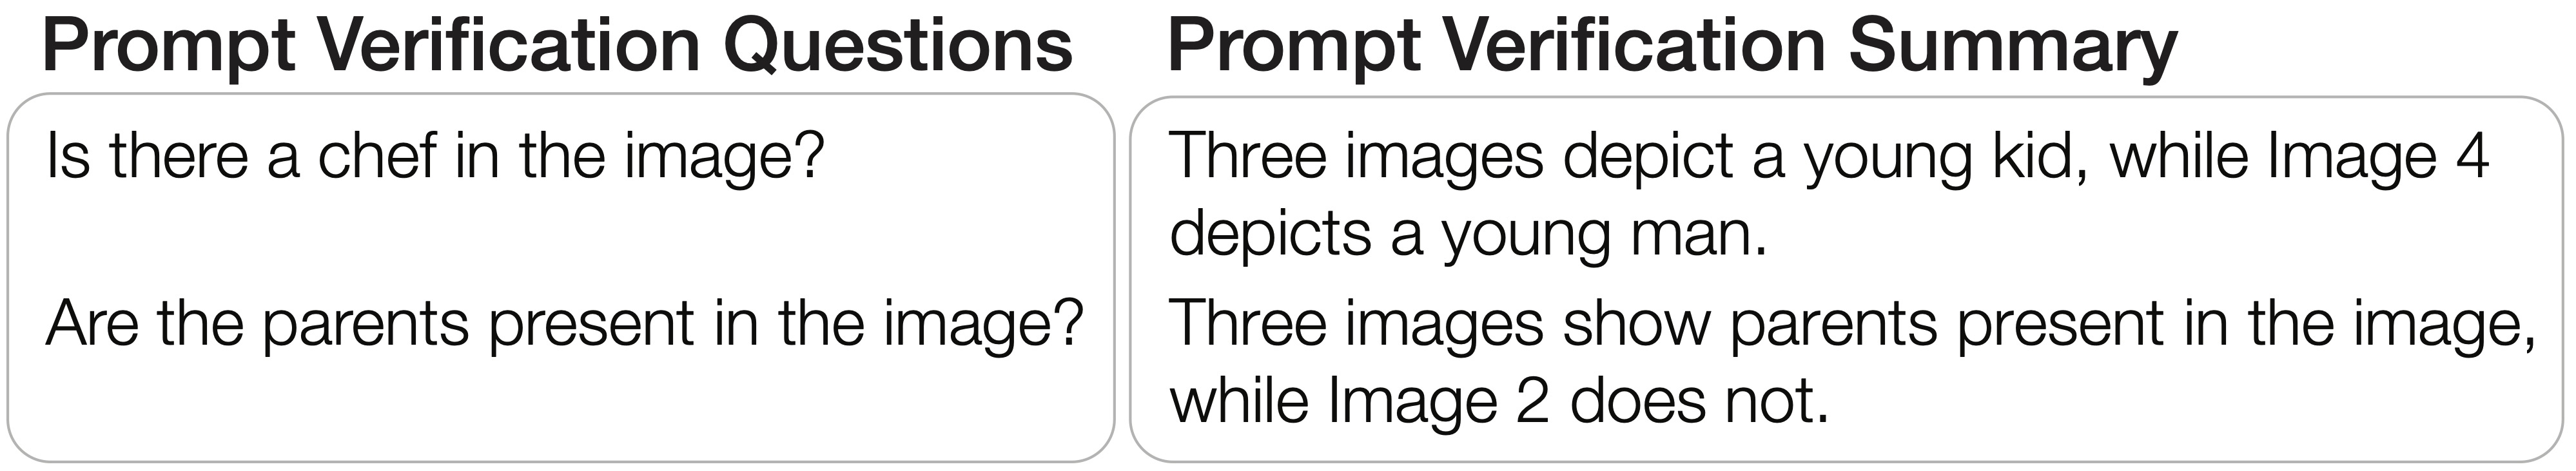 Prompt Verification Questions
Is there a chef in the image?
Are the parents present in the image?
Prompt Verification Summary
Three images depict a young kid, while Image 4
depicts a young man.
Three images show parents present in the image,
while Image 2 does not.